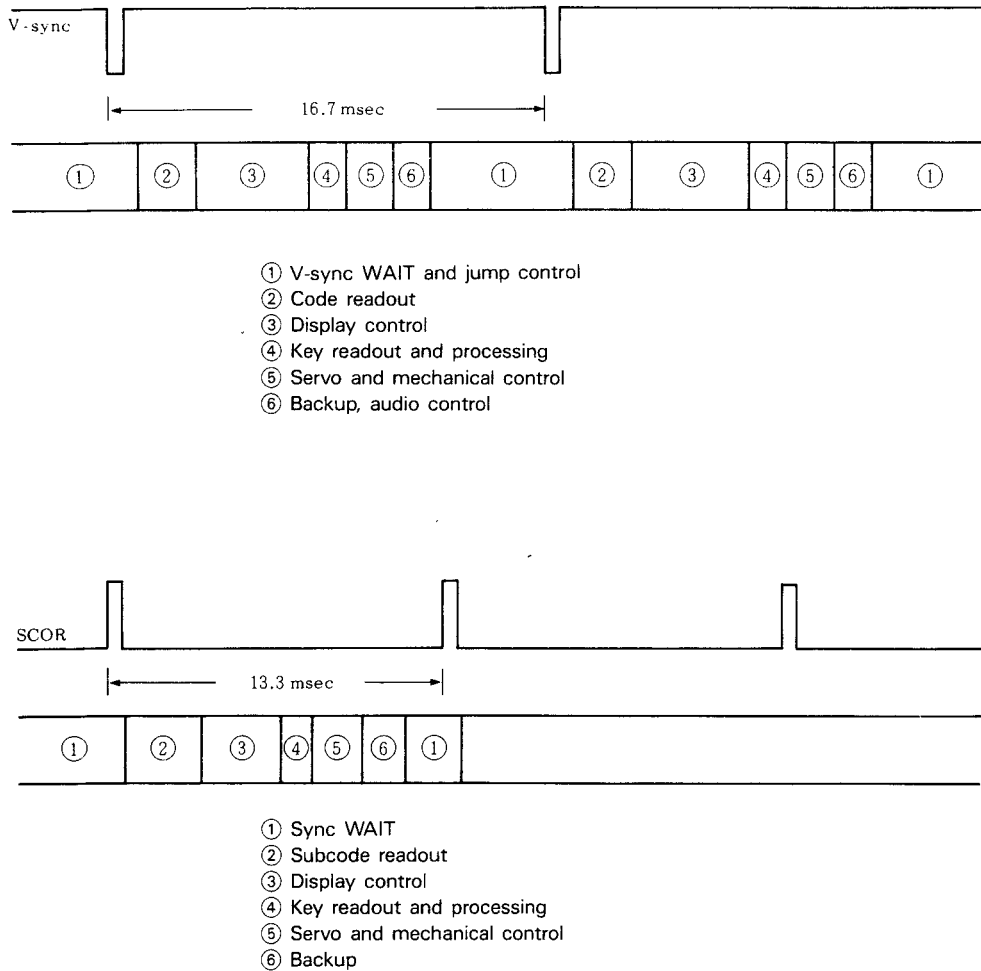 V-sync
16.7 msec
① ② ③ ④ ⑤ ⑥ ① ② ③ ④ ⑤ ⑥ ①
① V-sync WAIT and jump control
② Code readout
③ Display control
④ Key readout and processing
⑤ Servo and mechanical control
⑥ Backup, audio control
SCOR
13.3 msec
① ② ③ ④ ⑤ ⑥ ①
① Sync WAIT
② Subcode readout
③ Display control
④ Key readout and processing
⑤ Servo and mechanical control
⑥ Backup